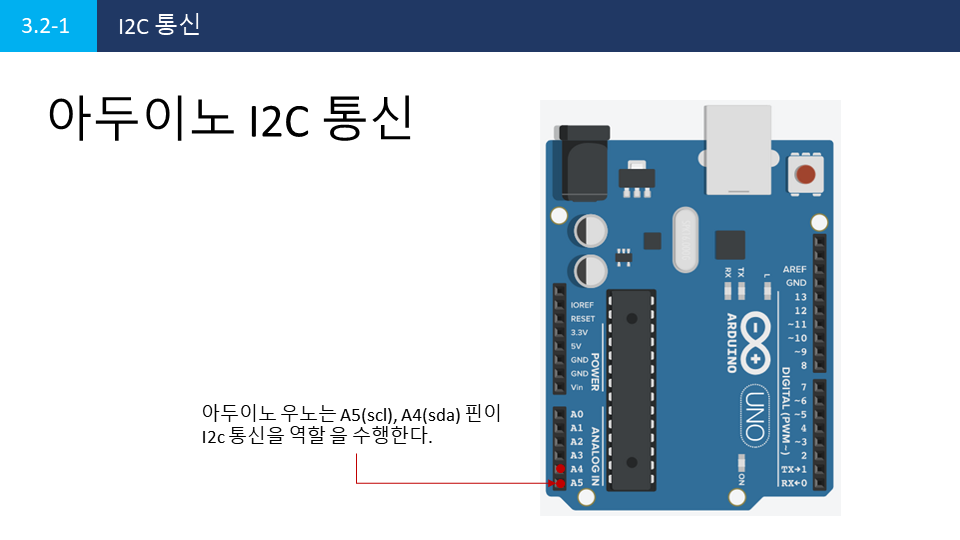 3.2-1
I2C 통신
아두이노 I2C 통신
아두이노 우노는 A5(scl), A4(sda) 핀이
I2c 통신을 역할 을 수행한다.
RX
TX
L
AREF
GND
13
12
~11
~10
~9
8
7
~6
~5
4
~3
2
TX→1
RX←0
DIGITAL (PWM~)
ARDUINO
UNO
ON
IOREF
RESET
3.3V
5V
GND
GND
Vin
POWER
A0
A1
A2
A3
A4
A5
ANALOG IN